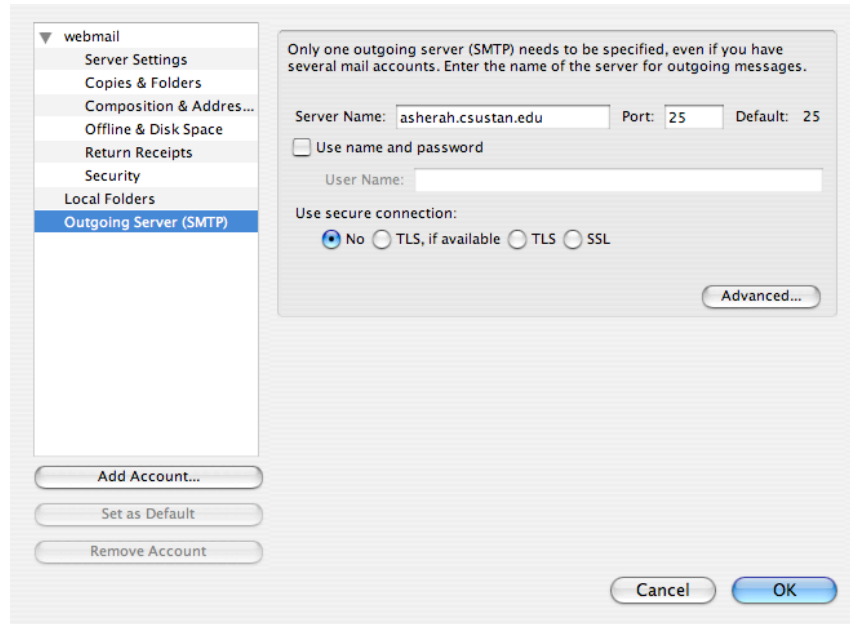 webmail
Server Settings
Copies & Folders
Composition & Addres...
Offline & Disk Space
Return Receipts
Security
Local Folders
Outgoing Server (SMTP)
Add Account...
Set as Default
Remove Account
Only one outgoing server (SMTP) needs to be specified, even if you have
several mail accounts. Enter the name of the server for outgoing messages.
Server Name: asherah.csustan.edu Port: 25 Default: 25
Use name and password
User Name:
Use secure connection:
No TLS, if available TLS SSL
Advanced...
Cancel OK